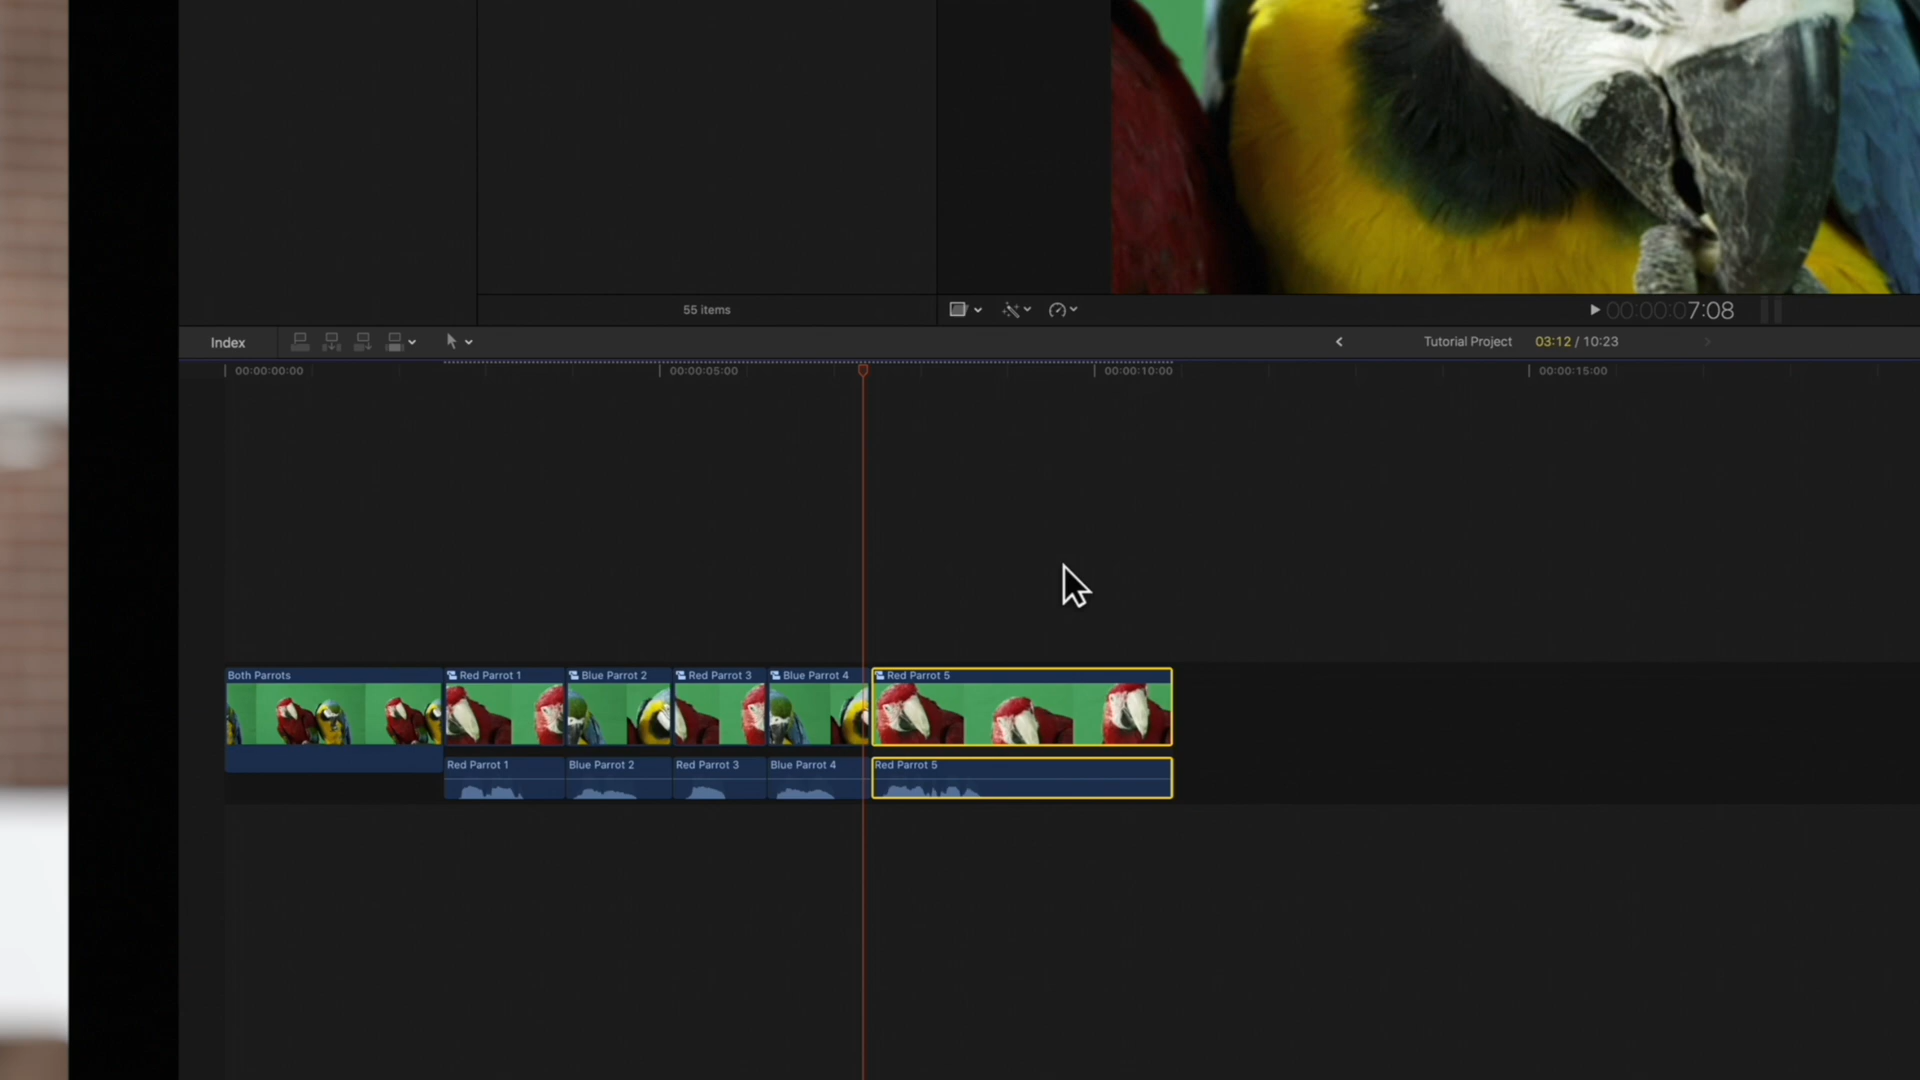 55 items
00:00:07:08
Index
Tutorial Project
03:12 / 10:23
00:00:00:00
00:00:05:00
00:00:10:00
00:00:15:00
Both Parrots
Red Parrot 1
Blue Parrot 2
Red Parrot 3
Blue Parrot 4
Red Parrot 5
Red Parrot 1
Blue Parrot 2
Red Parrot 3
Blue Parrot 4
Red Parrot 5